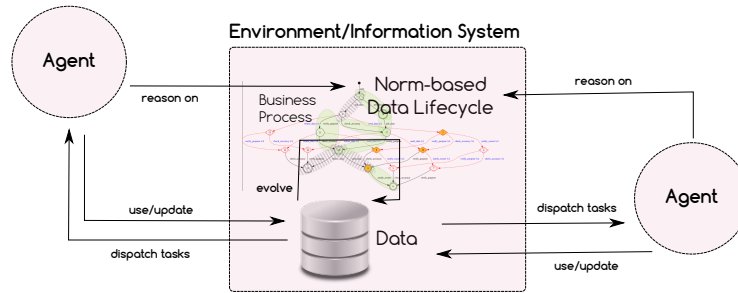 Environment/Information System
Agent
Norm-based
Data Lifecycle
reason on
reason on
Business
Process
evolve
Agent
use/update
dispatch tasks
Data
dispatch tasks
use/update